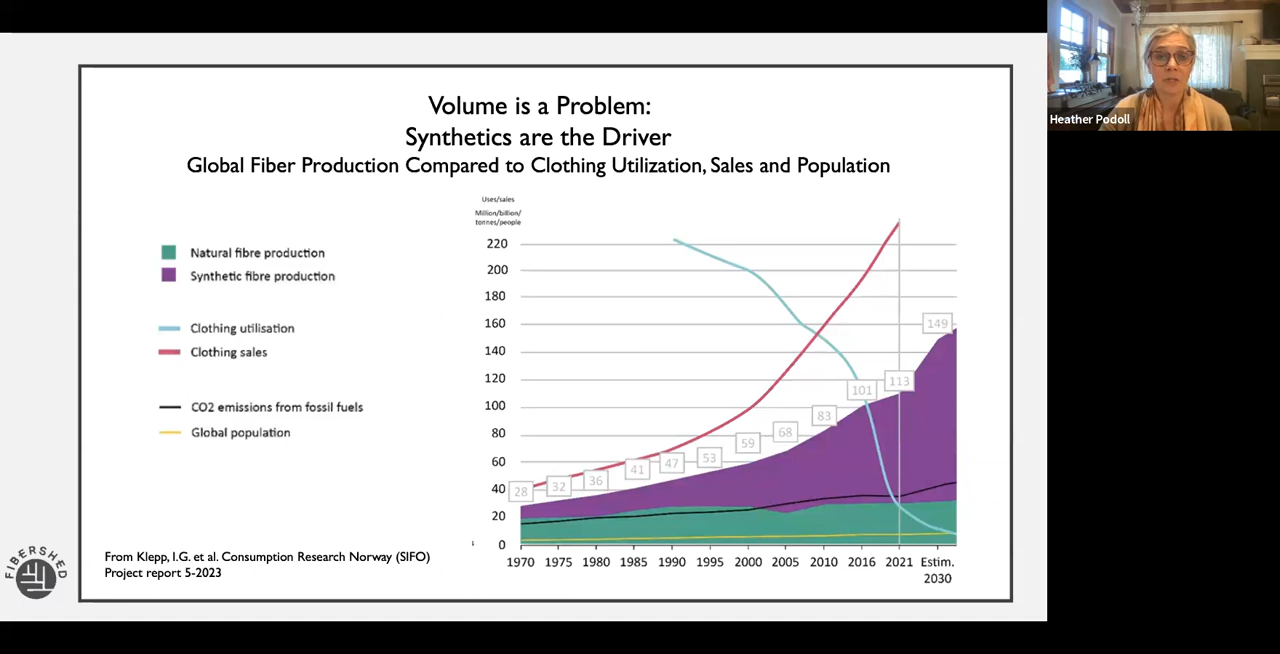 Volume is a Problem:
Synthetics are the Driver
Global Fiber Production Compared to Clothing Utilization, Sales and Population
Natural fibre production
Synthetic fibre production
Clothing utilisation
Clothing sales
CO2 emissions from fossil fuels
Global population
Uses/sales
Million/billion/
tonnes/people
220
200
180
160
140
120
100
80
60
40
20
0
28
32
36
41
47
53
59
68
83
101
113
149
1970 1975 1980 1985 1990 1995 2000 2005 2010 2016 2021 Estim.
2030
From Klepp, I.G. et al. Consumption Research Norway (SIFO)
Project report 5-2023
FIBERSHED
Heather Podoll